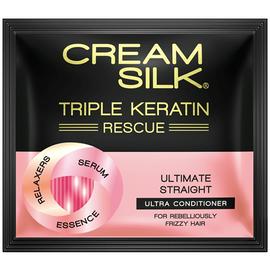 CREAM
SILK®
TRIPLE KERATIN
RESCUE
RELAXERS
SERUM
ESSENCE
ULTIMATE
STRAIGHT
ULTRA CONDITIONER
FOR REBELLIOUSLY
FRIZZY HAIR